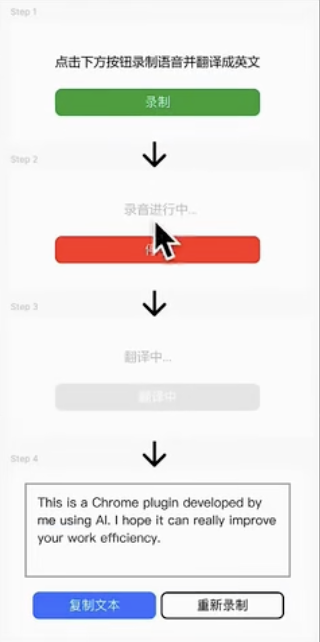 Step 1
点击下方按钮录制语音并翻译成英文
录制
Step 2
录音进行中...
Step 3
翻译中...
翻译中
Step 4
This is a Chrome plugin developed by
me using AI. I hope it can really improve
your work efficiency.
复制文本
重新录制